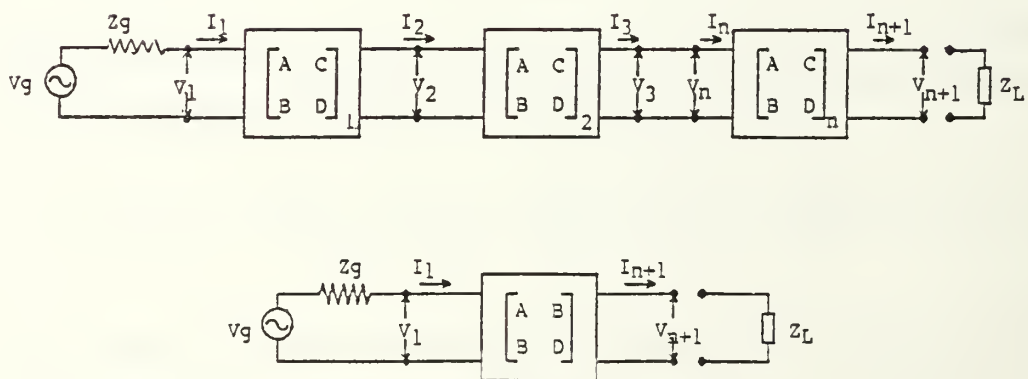 Zg I1 I2 I3 In In+1
Vg V1 A C B D 1 V2 A C B D 2 V3 Vn A C B D n Vn+1 ZL
Zg I1 In+1
Vg V1 A B B D Vn+1 ZL